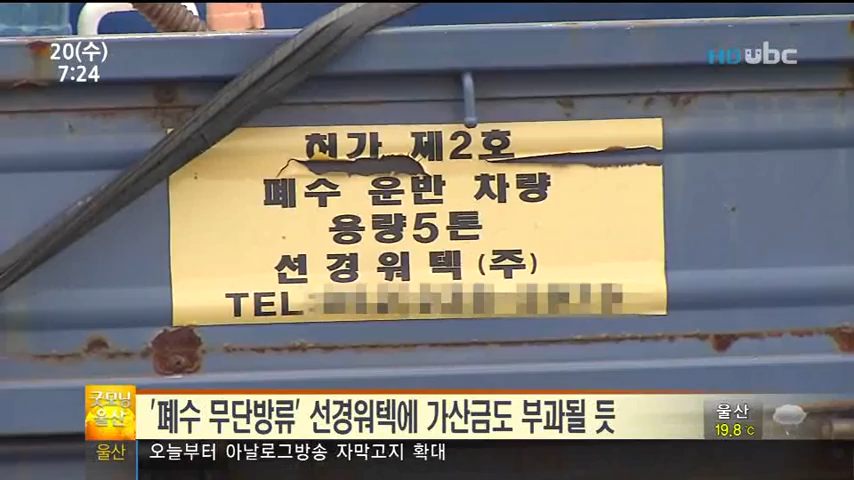 20(수)
7:24
HD ubc
허가 제2호
폐수 운반 차량
용량5톤
선경워텍(주)
TEL:
굿모닝
울산
'폐수 무단방류' 선경워텍에 가산금도 부과될 듯
울산
19.8℃
울산
오늘부터 아날로그방송 자막고지 확대